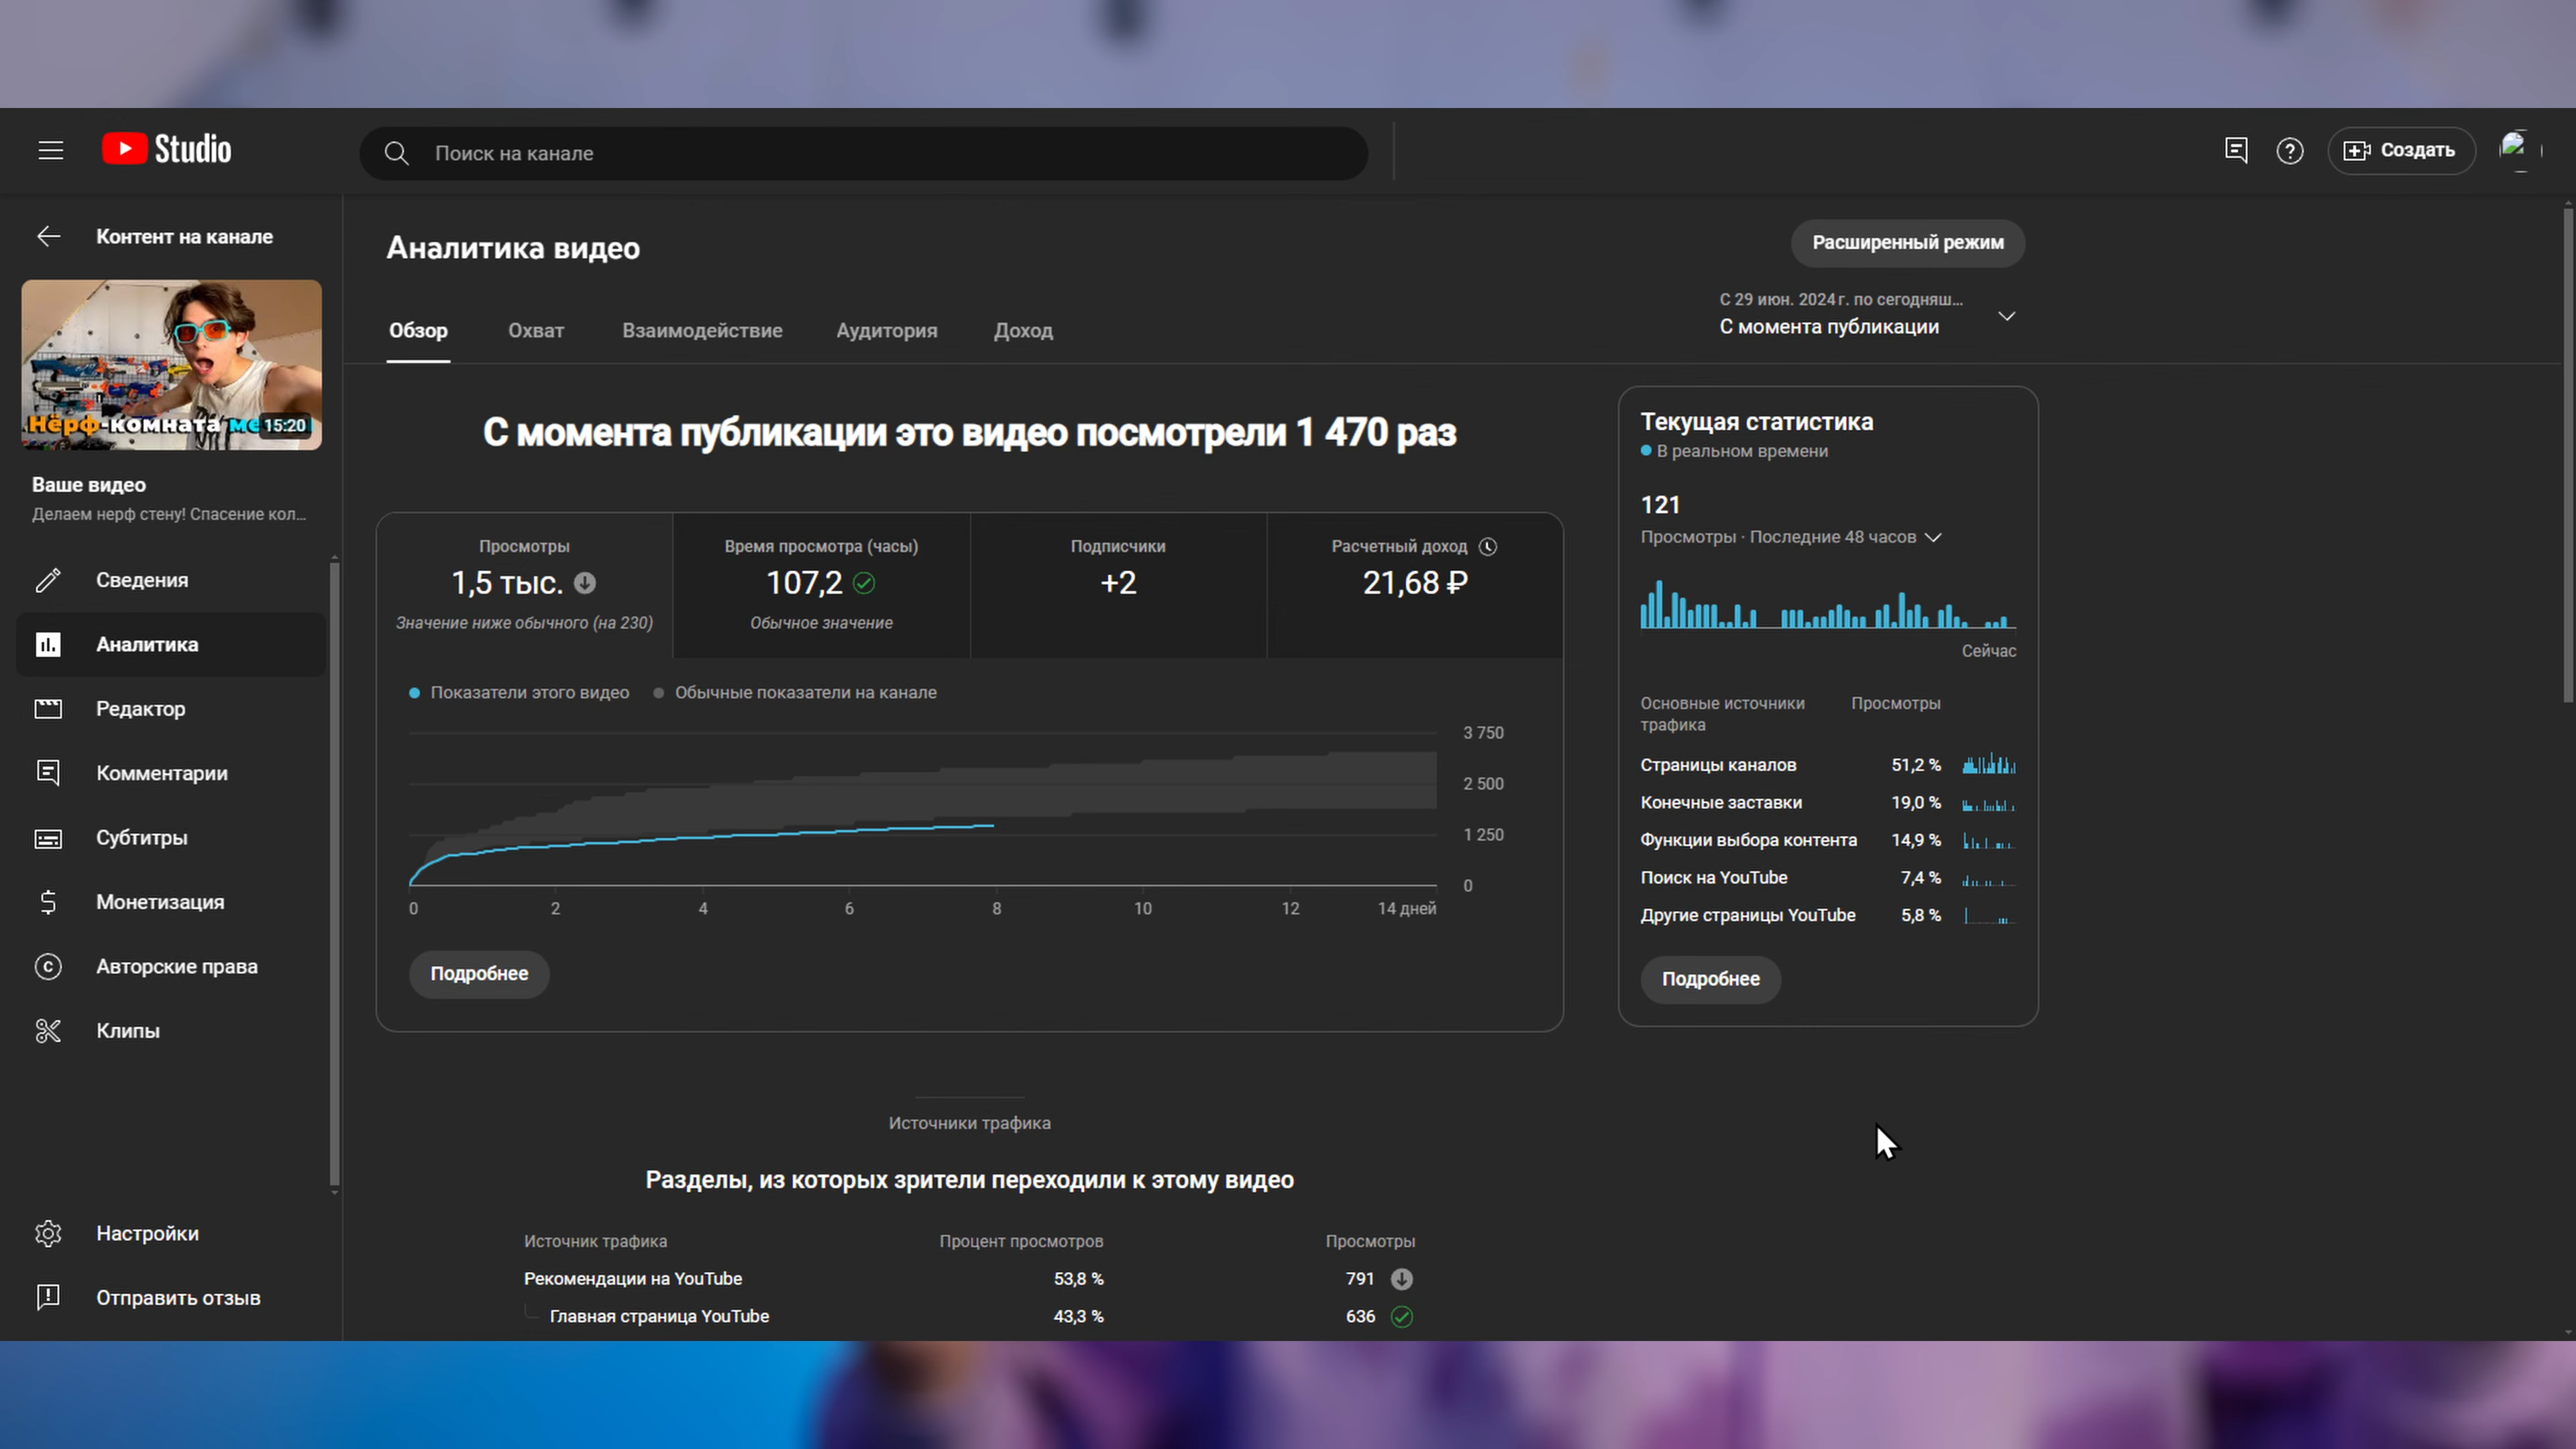 Studio
Поиск на канале
Создать
Контент на канале
Нёрф-комната ме
15:20
Ваше видео
Делаем нерф стену! Спасение кол...
Сведения
Аналитика
Редактор
Комментарии
Субтитры
Монетизация
Авторские права
Клипы
Настройки
Отправить отзыв
Аналитика видео
Расширенный режим
Обзор Охват Взаимодействие Аудитория Доход
С 29 июн. 2024 г. по сегодняш...
С момента публикации
С момента публикации это видео посмотрели 1 470 раз
Просмотры Время просмотра (часы) Подписчики Расчетный доход
1,5 тыс. 107,2 +2 21,68 ₽
Значение ниже обычного (на 230) Обычное значение
Показатели этого видео Обычные показатели на канале
3 750
2 500
1 250
0
0 2 4 6 8 10 12 14 дней
Подробнее
Текущая статистика
В реальном времени
121
Просмотры · Последние 48 часов
Сейчас
Основные источники Просмотры
трафика
Страницы каналов 51,2 %
Конечные заставки 19,0 %
Функции выбора контента 14,9 %
Поиск на YouTube 7,4 %
Другие страницы YouTube 5,8 %
Подробнее
Источники трафика
Разделы, из которых зрители переходили к этому видео
Источник трафика Процент просмотров Просмотры
Рекомендации на YouTube 53,8 % 791
Главная страница YouTube 43,3 % 636